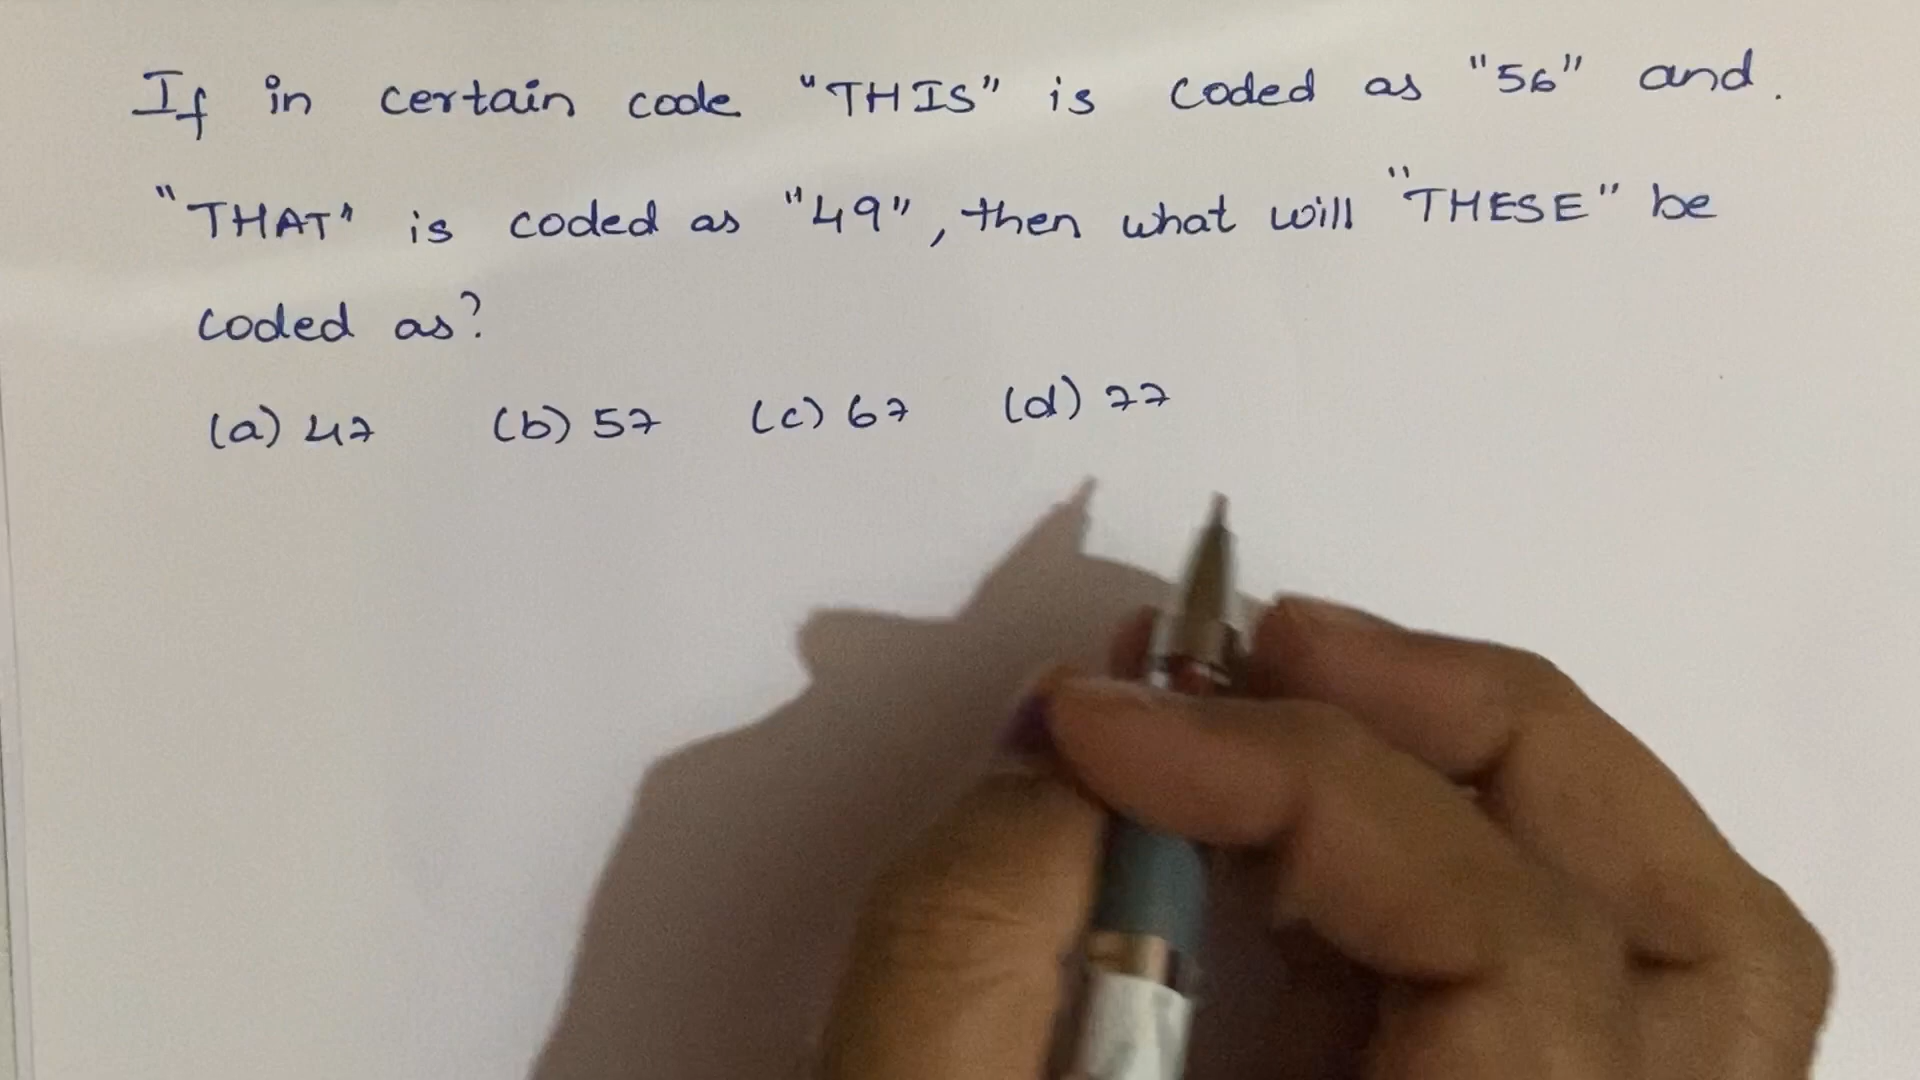 If in certain code "THIS" is coded as "56" and.
"THAT" is coded as "49", then what will "THESE" be
coded as?
(a) 47 (b) 57 (c) 67 (d) 77